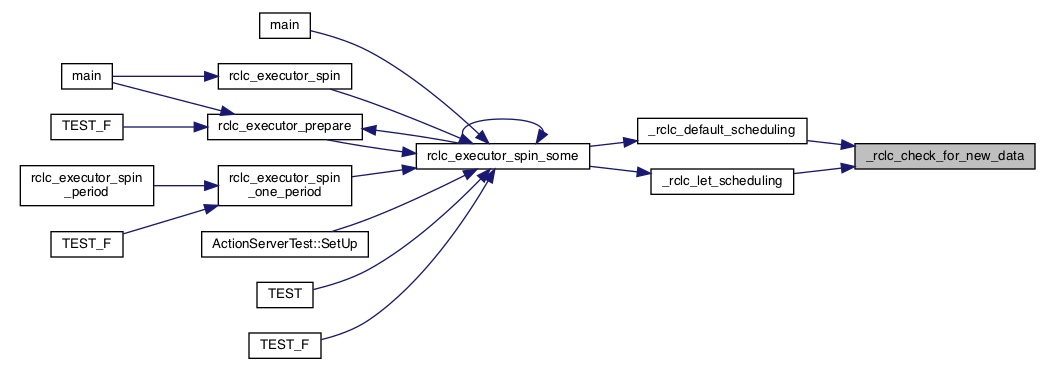 main
main
rclc_executor_spin
TEST_F
rclc_executor_prepare
_rclc_default_scheduling
rclc_executor_spin_some
_rclc_check_for_new_data
rclc_executor_spin
_period
rclc_executor_spin
_one_period
_rclc_let_scheduling
TEST_F
ActionServerTest::SetUp
TEST
TEST_F